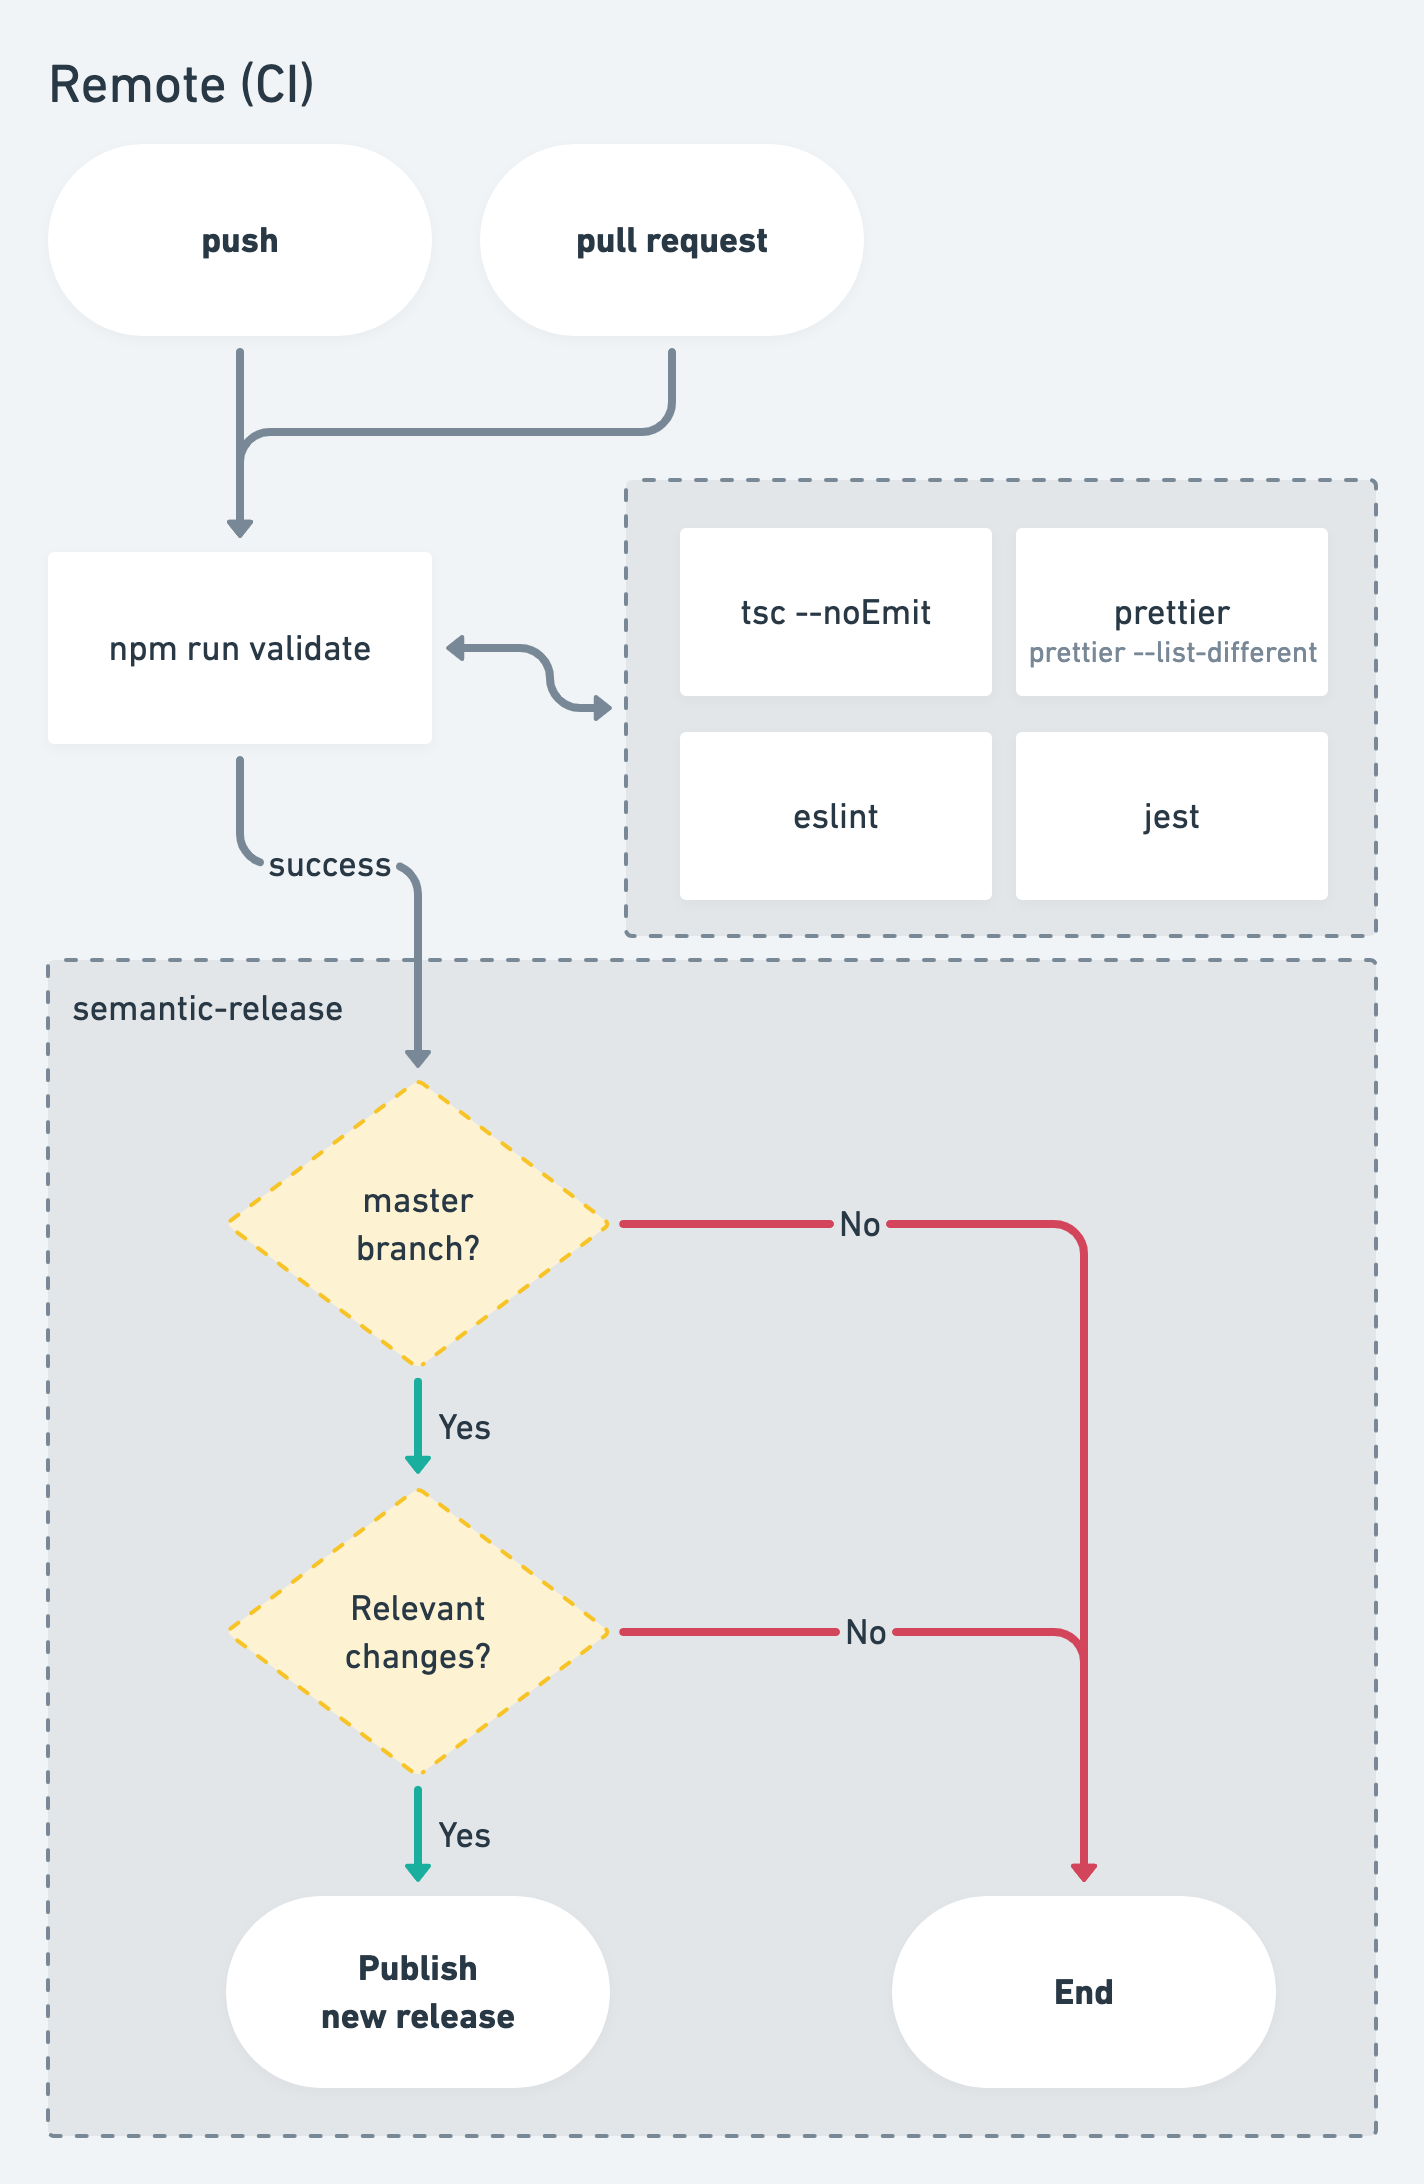 Remote (CI)
push
pull request
npm run validate
tsc --noEmit
prettier
prettier --list-different
eslint
jest
success
semantic-release
master
branch?
No
Yes
Relevant
changes?
No
Yes
Publish
new release
End